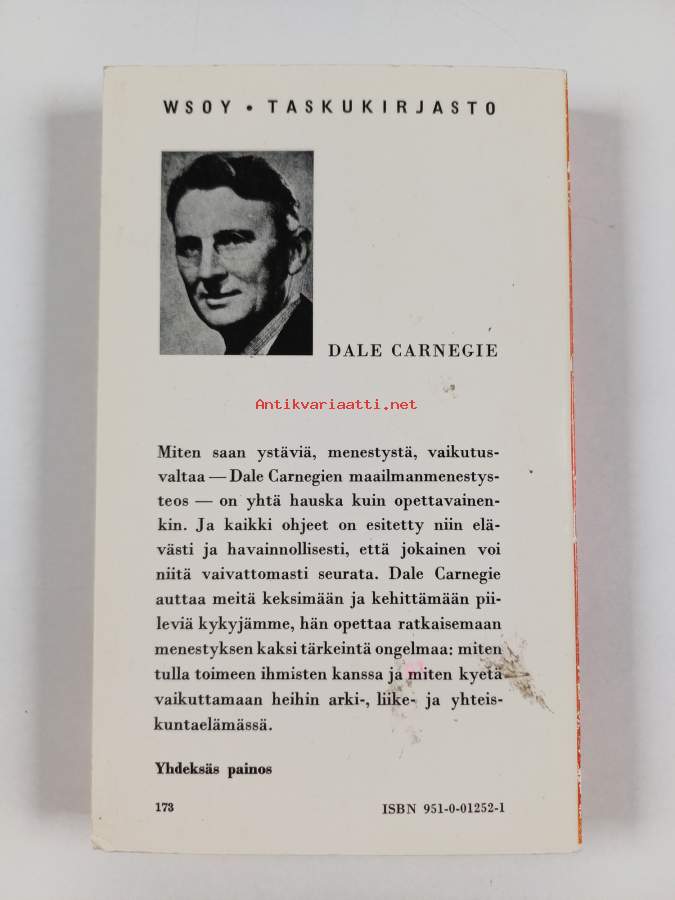 WSOY • TASKUKIRJASTO
DALE CARNEGIE
Antikvariaatti.net
Miten saan ystäviä, menestystä, vaikutus-
valtaa — Dale Carnegien maailmanmenestys-
teos — on yhtä hauska kuin opettavainen-
kin. Ja kaikki ohjeet on esitetty niin elä-
västi ja havainnollisesti, että jokainen voi
niitä vaivattomasti seurata. Dale Carnegie
auttaa meitä keksimään ja kehittämään pii-
leviä kykyjämme, hän opettaa ratkaisemaan
menestyksen kaksi tärkeintä ongelmaa: miten
tulla toimeen ihmisten kanssa ja miten kyetä
vaikuttamaan heihin arki-, liike- ja yhteis-
kuntaelämässä.
Yhdeksäs painos
173 ISBN 951-0-01252-1